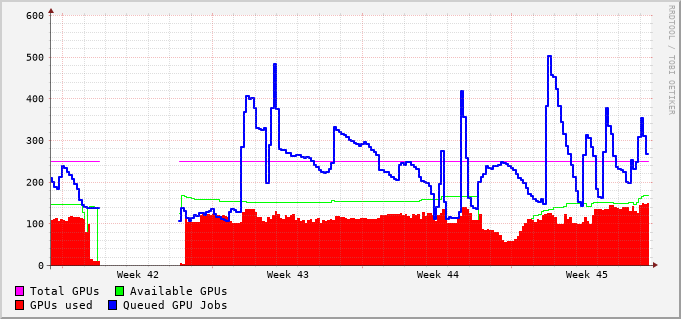 600
500
400
300
200
100
0
Week 42 Week 43 Week 44 Week 45
Total GPUs Available GPUs
GPUs used Queued GPU Jobs
RRDTOOL / TOBI OETIKER